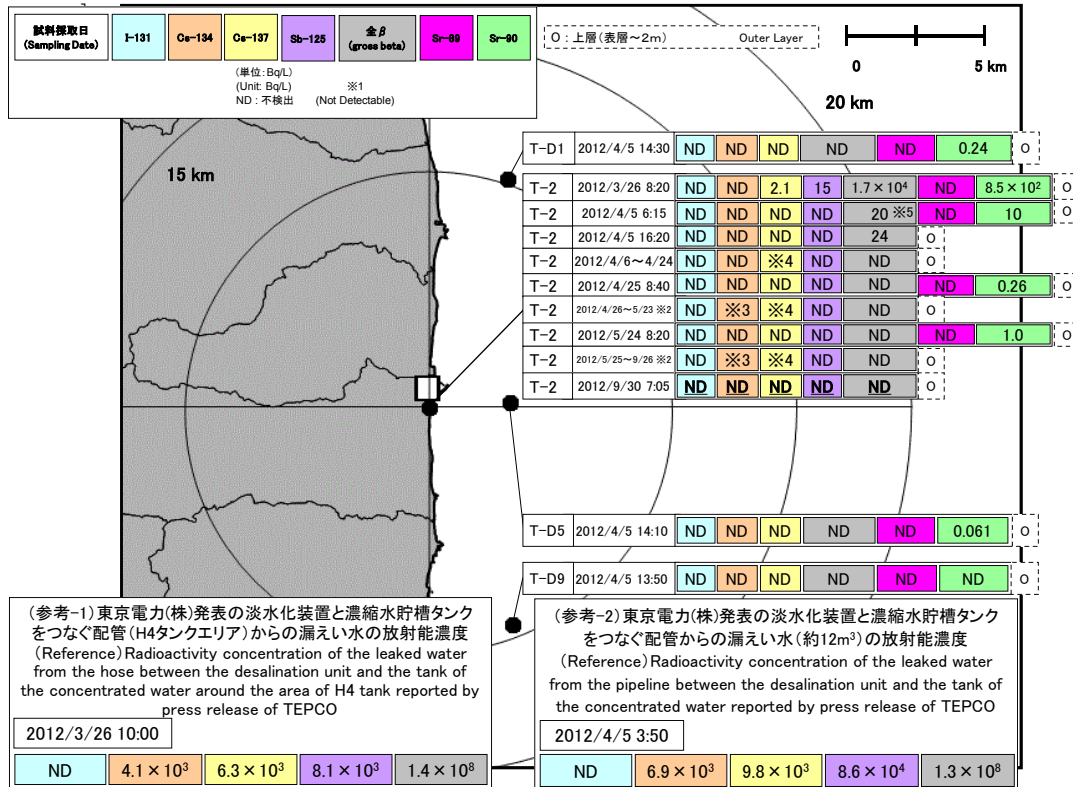 試料採取日 I-131 Cs-134 Cs-137 Sb-125 全β Sr-89 Sr-90
(Sampling Date) (gross beta)
(単位: Bq/L)
(Unit: Bq/L) ※1
ND : 不検出 (Not Detectable)
O : 上層(表層～2m) Outer Layer
0 5 km
20 km
15 km
T-D1 2012/4/5 14:30 ND ND ND ND ND 0.24 O
T-2 2012/3/26 8:20 ND ND 2.1 15 1.7 × 10⁴ ND 8.5 × 10² O
T-2 2012/4/5 6:15 ND ND ND ND 20 ※5 ND 10 O
T-2 2012/4/5 16:20 ND ND ND ND 24 O
T-2 2012/4/6～4/24 ND ND ※4 ND ND O
T-2 2012/4/25 8:40 ND ND ND ND ND ND 0.26 O
T-2 2012/4/26～5/23 ※2 ND ※3 ※4 ND ND O
T-2 2012/5/24 8:20 ND ND ND ND ND ND 1.0 O
T-2 2012/5/25～9/26 ※2 ND ※3 ※4 ND ND O
T-2 2012/9/30 7:05 ND ND ND ND ND O
T-D5 2012/4/5 14:10 ND ND ND ND ND 0.061 O
T-D9 2012/4/5 13:50 ND ND ND ND ND ND O
(参考-1)東京電力(株)発表の淡水化装置と濃縮水貯槽タンク
をつなぐ配管(H4タンクエリア)からの漏えい水の放射能濃度
(Reference)Radioactivity concentration of the leaked water
from the hose between the desalination unit and the tank of
the concentrated water around the area of H4 tank reported by
press release of TEPCO
2012/3/26 10:00
ND 4.1 × 10³ 6.3 × 10³ 8.1 × 10³ 1.4 × 10⁸
(参考-2)東京電力(株)発表の淡水化装置と濃縮水貯槽タンク
をつなぐ配管からの漏えい水(約12m³)の放射能濃度
(Reference)Radioactivity concentration of the leaked water
from the pipeline between the desalination unit and the tank of
the concentrated water reported by press release of TEPCO
2012/4/5 3:50
ND 6.9 × 10³ 9.8 × 10³ 8.6 × 10⁴ 1.3 × 10⁸